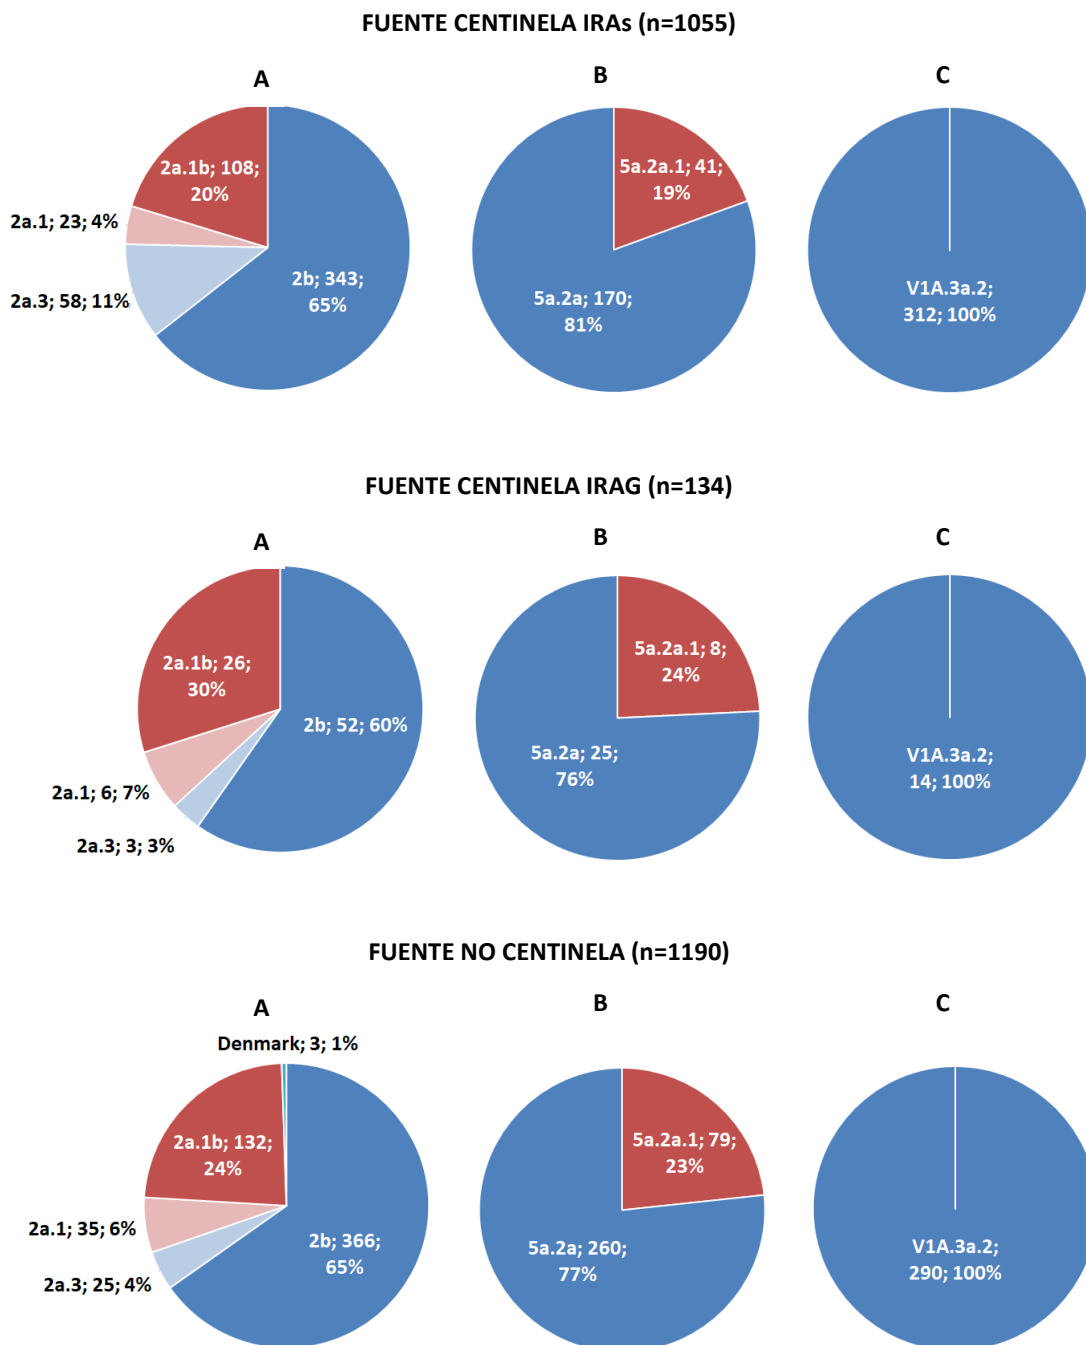 FUENTE CENTINELA IRAs (n=1055)
A
B
C
2a.1b; 108;
20%
2a.1; 23; 4%
2a.3; 58; 11%
2b; 343;
65%
5a.2a.1; 41;
19%
5a.2a; 170;
81%
V1A.3a.2;
312; 100%
FUENTE CENTINELA IRAG (n=134)
A
B
C
2a.1b; 26;
30%
2b; 52; 60%
2a.1; 6; 7%
2a.3; 3; 3%
5a.2a.1; 8;
24%
5a.2a; 25;
76%
V1A.3a.2;
14; 100%
FUENTE NO CENTINELA (n=1190)
A
B
C
Denmark; 3; 1%
2a.1b; 132;
24%
2a.1; 35; 6%
2a.3; 25; 4%
2b; 366;
65%
5a.2a.1; 79;
23%
5a.2a; 260;
77%
V1A.3a.2;
290; 100%